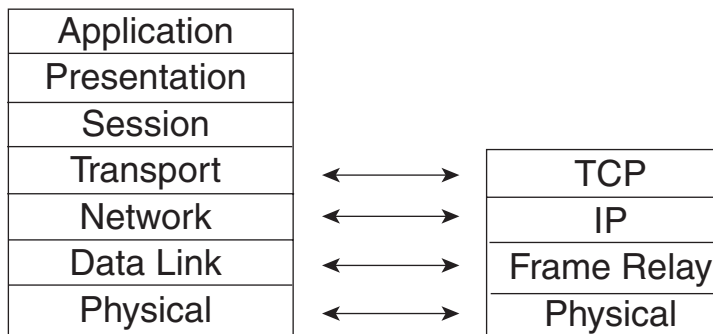 Application
Presentation
Session
Transport
Network
Data Link
Physical
TCP
IP
Frame Relay
Physical